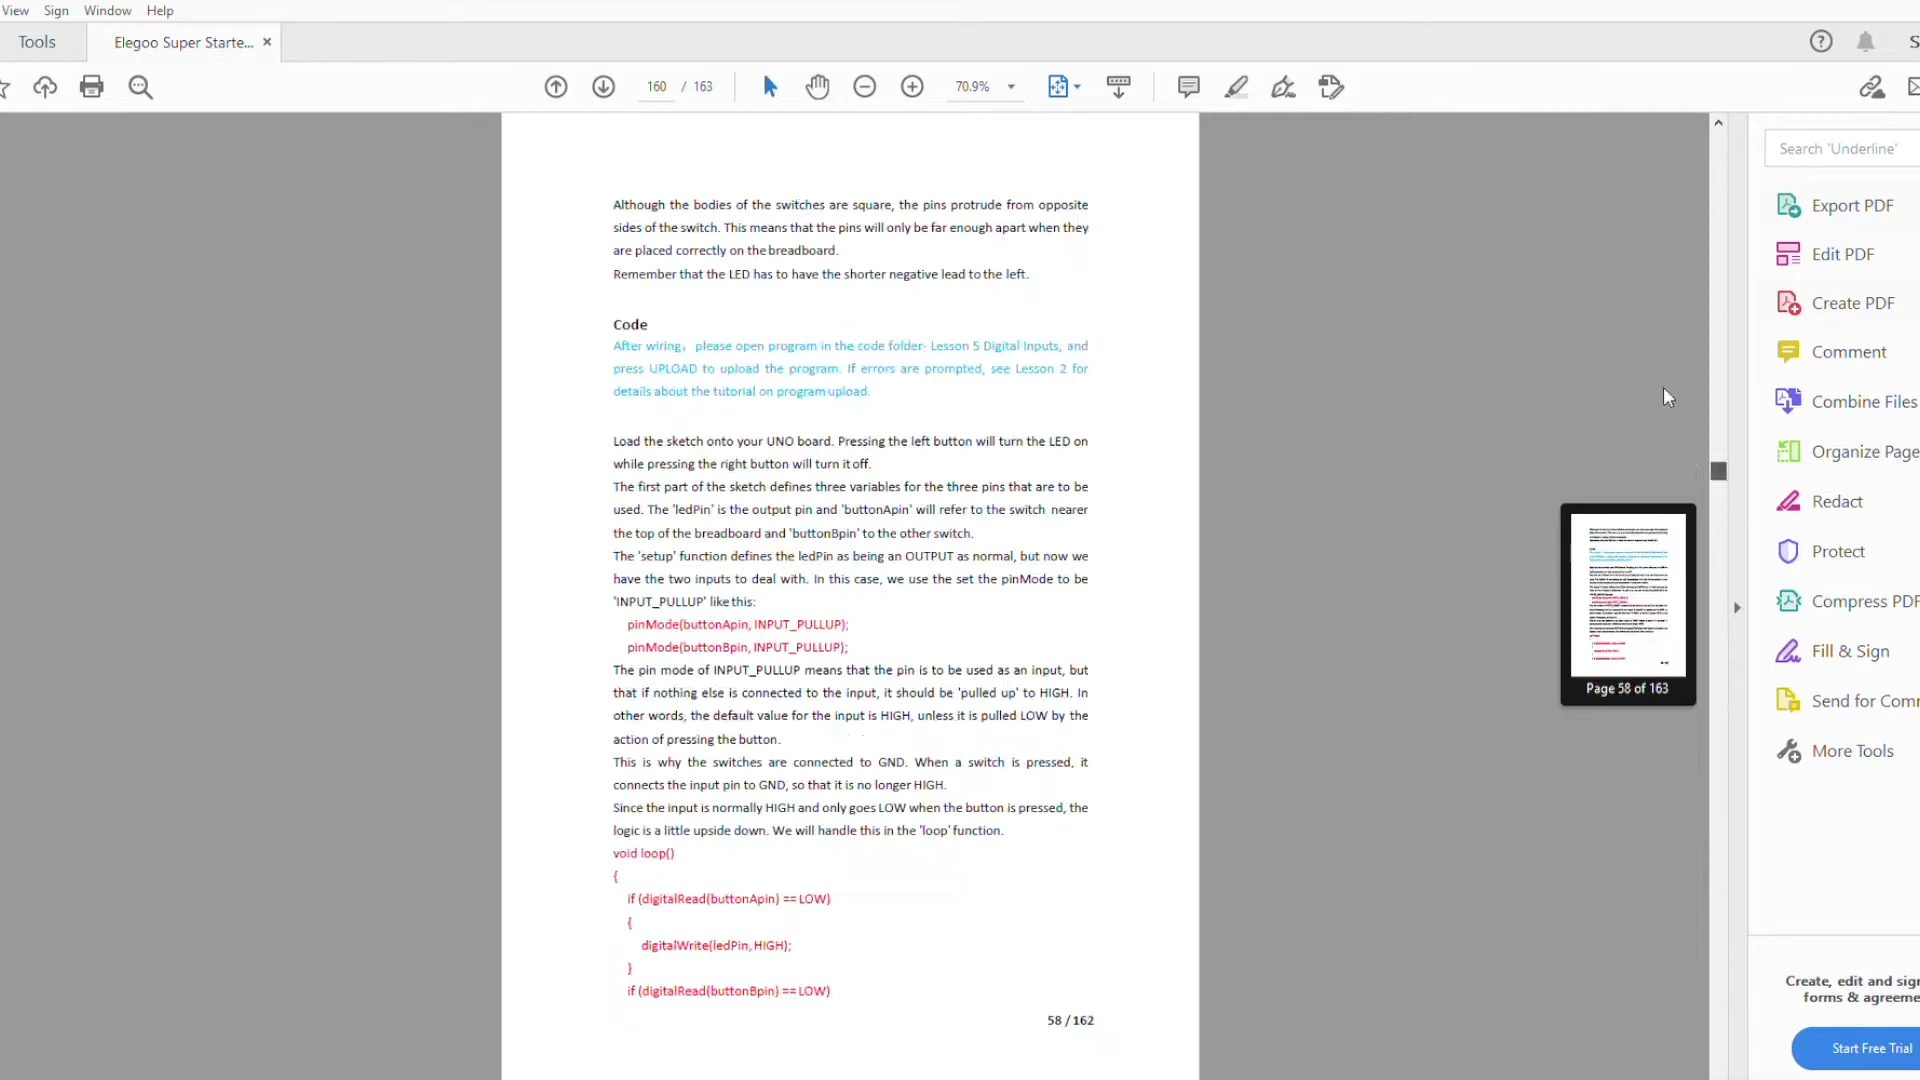 View Sign Window Help
Tools
Elegoo Super Starte... ×
160 / 163
70.9%
Search 'Underline'
Although the bodies of the switches are square, the pins protrude from opposite
sides of the switch. This means that the pins will only be far enough apart when they
are placed correctly on the breadboard.
Remember that the LED has to have the shorter negative lead to the left.
Code
After wiring, please open program in the code folder- Lesson 5 Digital Inputs, and
press UPLOAD to upload the program. If errors are prompted, see Lesson 2 for
details about the tutorial on program upload.
Load the sketch onto your UNO board. Pressing the left button will turn the LED on
while pressing the right button will turn it off.
The first part of the sketch defines three variables for the three pins that are to be
used. The 'ledPin' is the output pin and 'buttonApin' will refer to the switch nearer
the top of the breadboard and 'buttonBpin' to the other switch.
The 'setup' function defines the ledPin as being an OUTPUT as normal, but now we
have the two inputs to deal with. In this case, we use the set the pinMode to be
'INPUT_PULLUP' like this:
pinMode(buttonApin, INPUT_PULLUP);
pinMode(buttonBpin, INPUT_PULLUP);
The pin mode of INPUT_PULLUP means that the pin is to be used as an input, but
that if nothing else is connected to the input, it should be 'pulled up' to HIGH. In
other words, the default value for the input is HIGH, unless it is pulled LOW by the
action of pressing the button.
This is why the switches are connected to GND. When a switch is pressed, it
connects the input pin to GND, so that it is no longer HIGH.
Since the input is normally HIGH and only goes LOW when the button is pressed, the
logic is a little upside down. We will handle this in the 'loop' function.
void loop()
{
if (digitalRead(buttonApin) == LOW)
{
digitalWrite(ledPin, HIGH);
}
if (digitalRead(buttonBpin) == LOW)
58 / 162
Page 58 of 163
Export PDF
Edit PDF
Create PDF
Comment
Combine Files
Organize Page
Redact
Protect
Compress PDF
Fill & Sign
Send for Com
More Tools
Create, edit and sign
forms & agreeme
Start Free Trial